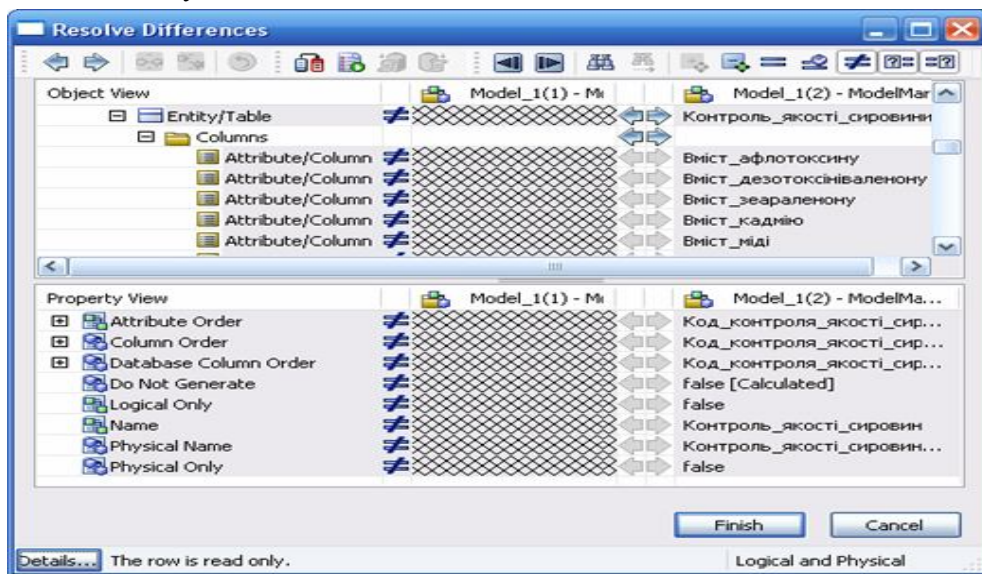 Resolve Differences
Object View Model_1(1) - Mo Model_1(2) - ModelMar
Entity/Table Контроль_якості_сировини
Columns
Attribute/Column Вміст_афлотоксину
Attribute/Column Вміст_дезотоксініваленону
Attribute/Column Вміст_зеараленону
Attribute/Column Вміст_кадмію
Attribute/Column Вміст_міді
Property View Model_1(1) - Mo Model_1(2) - ModelMa...
Attribute Order Код_контроля_якості_сир...
Column Order Код_контроля_якості_сир...
Database Column Order Код_контроля_якості_сир...
Do Not Generate false [Calculated]
Logical Only false
Name Контроль_якості_сировин
Physical Name Контроль_якості_сировин...
Physical Only false
Finish Cancel
Details... The row is read only. Logical and Physical